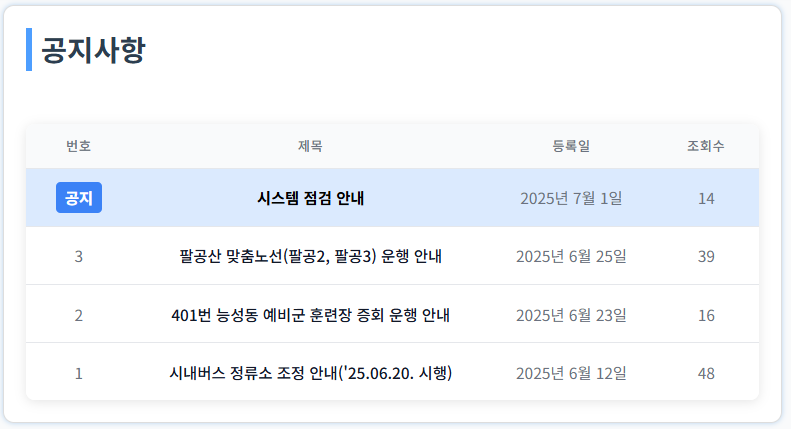 공지사항
번호 제목 등록일 조회수
공지 시스템 점검 안내 2025년 7월 1일 14
3 팔공산 맞춤노선(팔공2, 팔공3) 운행 안내 2025년 6월 25일 39
2 401번 능성동 예비군 훈련장 증회 운행 안내 2025년 6월 23일 16
1 시내버스 정류소 조정 안내('25.06.20. 시행) 2025년 6월 12일 48